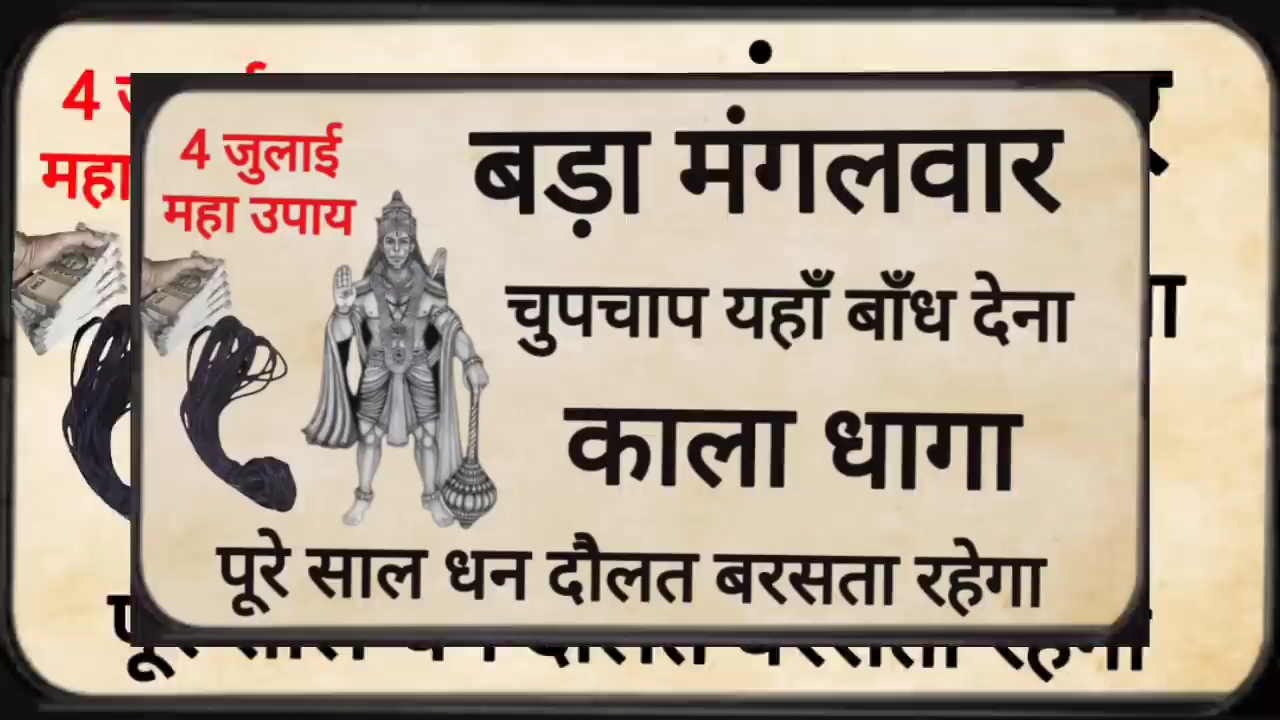 4 जुलाई
महा उपाय
बड़ा मंगलवार
चुपचाप यहाँ बाँध देना
काला धागा
पूरे साल धन दौलत बरसता रहेगा